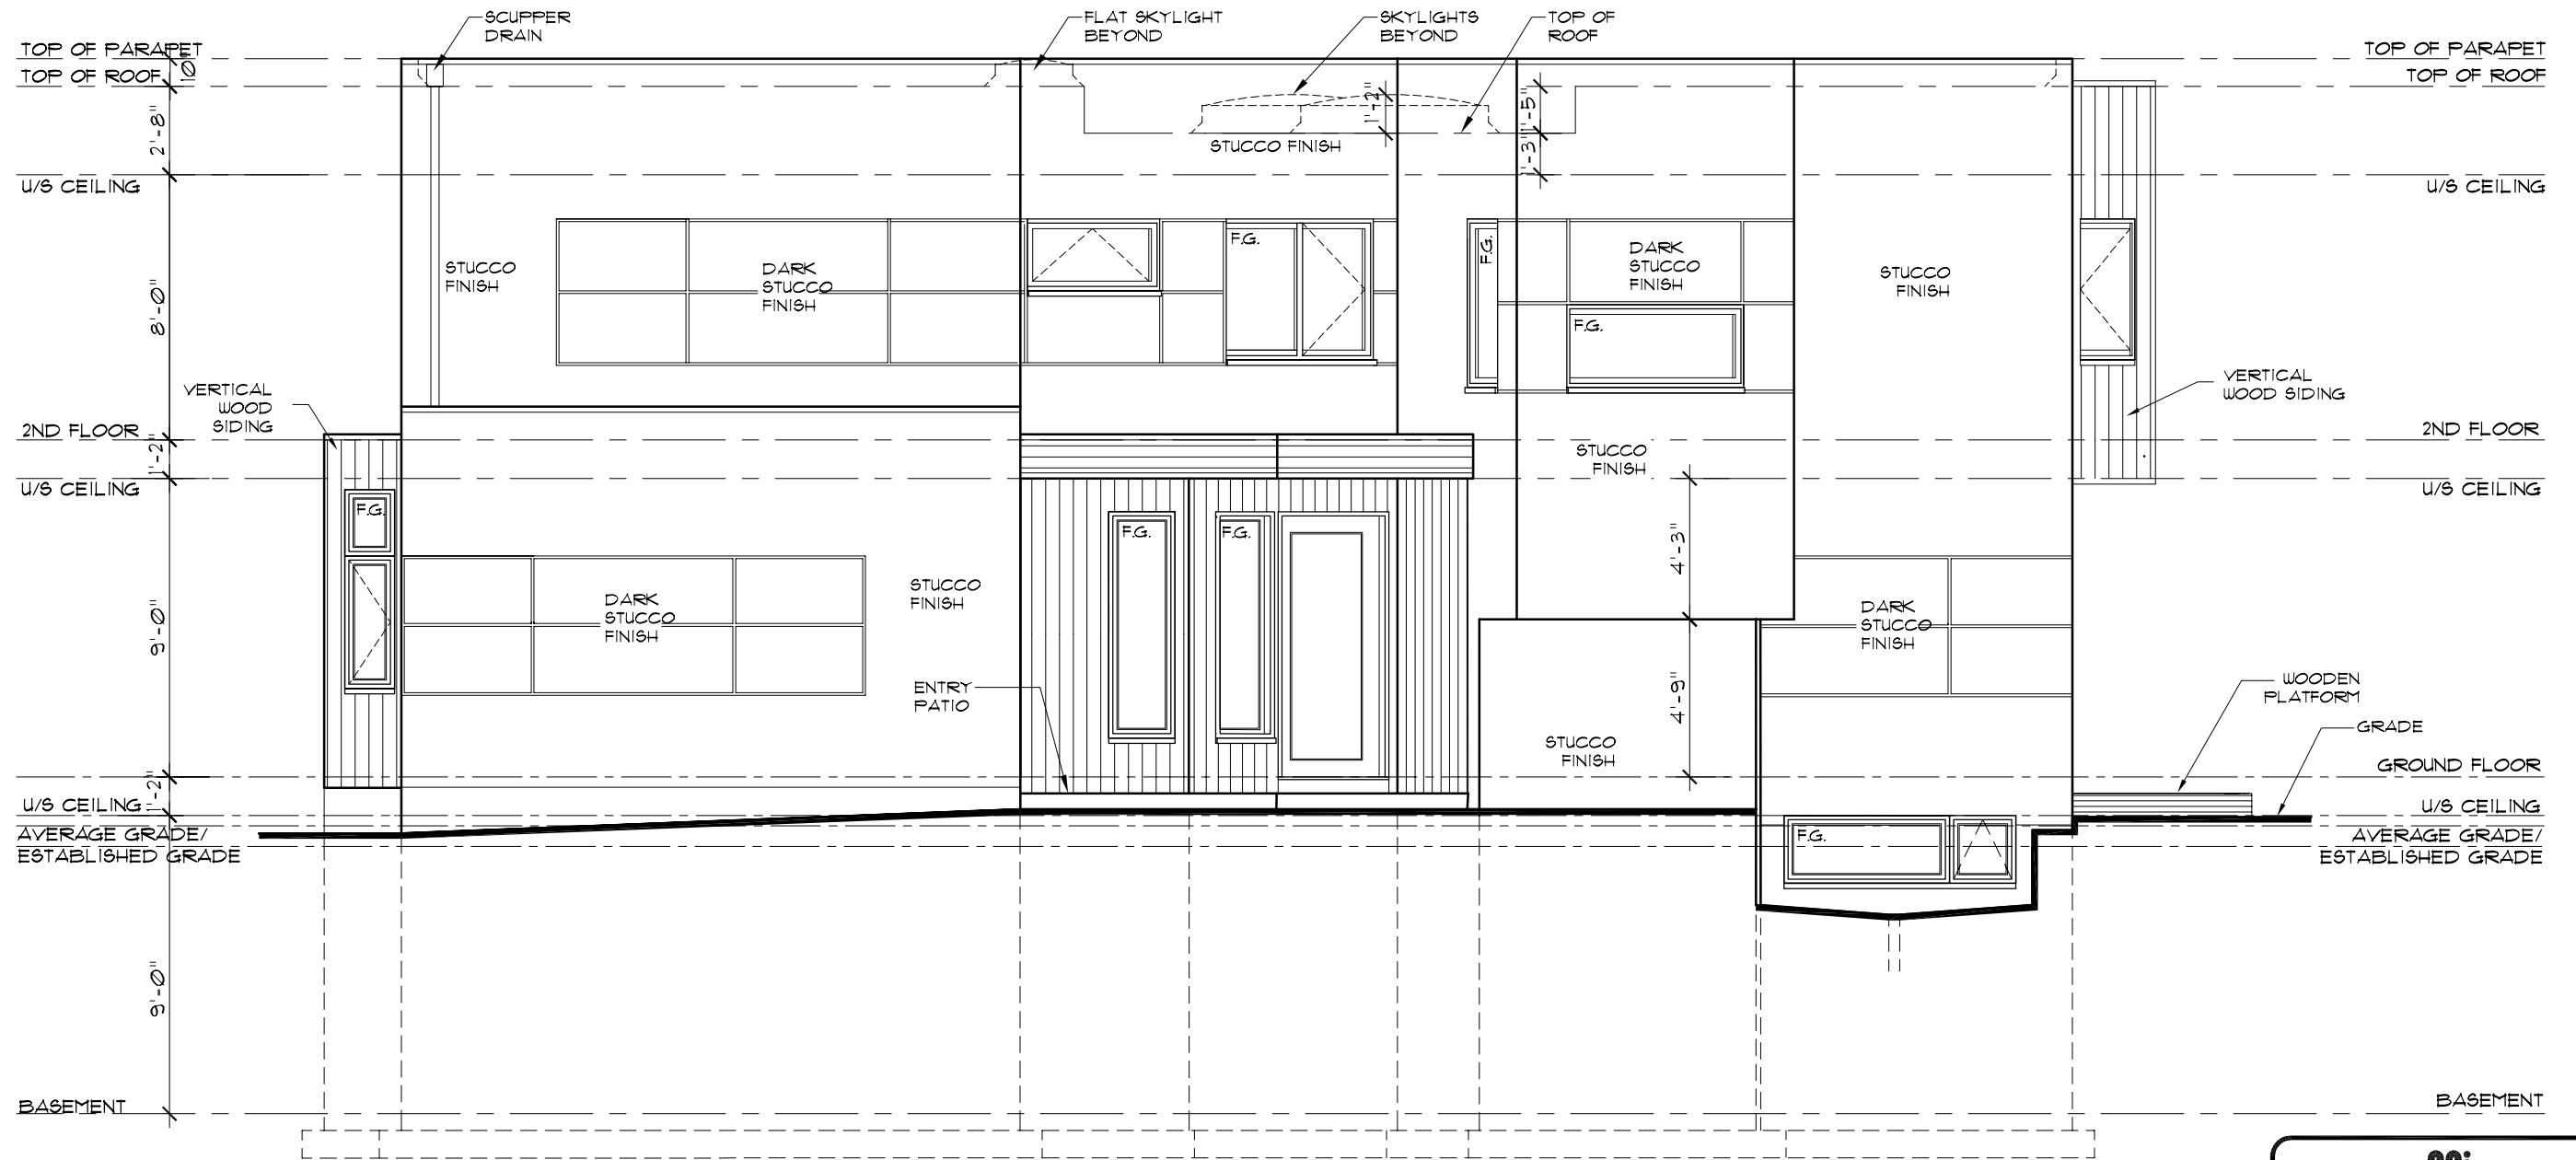 SCUPPER
DRAIN
FLAT SKYLIGHT
BEYOND
SKYLIGHTS
BEYOND
TOP OF
ROOF
TOP OF PARAPET
TOP OF ROOF
10"
TOP OF PARAPET
TOP OF ROOF
2'-8"
1'-2"
1'-5"
1'-3"
STUCCO FINISH
U/S CEILING
U/S CEILING
8'-0"
STUCCO
FINISH
DARK
STUCCO
FINISH
F.G.
F.G.
DARK
STUCCO
FINISH
F.G.
STUCCO
FINISH
VERTICAL
WOOD
SIDING
VERTICAL
WOOD SIDING
2ND FLOOR
2ND FLOOR
1'-2"
STUCCO
FINISH
U/S CEILING
U/S CEILING
F.G.
F.G.
F.G.
4'-3"
9'-0"
DARK
STUCCO
FINISH
STUCCO
FINISH
DARK
STUCCO
FINISH
ENTRY
PATIO
4'-9"
WOODEN
PLATFORM
GRADE
STUCCO
FINISH
GROUND FLOOR
1'-2"
U/S CEILING
U/S CEILING
AVERAGE GRADE/
ESTABLISHED GRADE
F.G.
AVERAGE GRADE/
ESTABLISHED GRADE
9'-0"
BASEMENT
BASEMENT